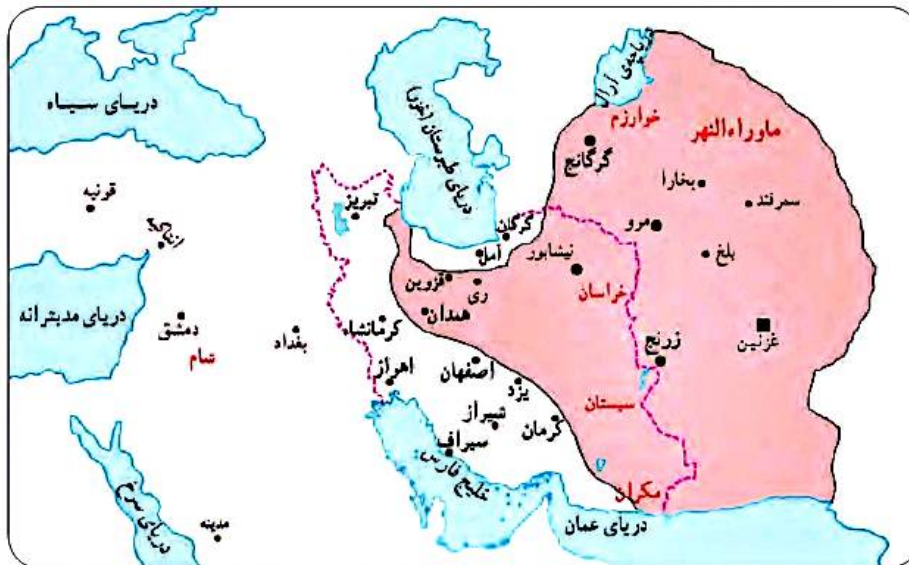 دریاچه‌ی آرال
دریای سیاه
دریای طبرستان (خزر)
خوارزم
ماوراءالنهر
گرگانج
بخارا
سمرقند
قونیه
تبریز
گرگان
مرو
آمل
نیشابور
بلخ
قزوین
ری
خراسان
همدان
دریای مدیترانه
دمشق
کرمانشاه
غزنین
بغداد
زرنج
شام
اصفهان
اهواز
یزد
سیستان
شیراز
کرمان
سیراف
خلیج فارس
مکران
دریای عمان
مدینه
دریای سرخ